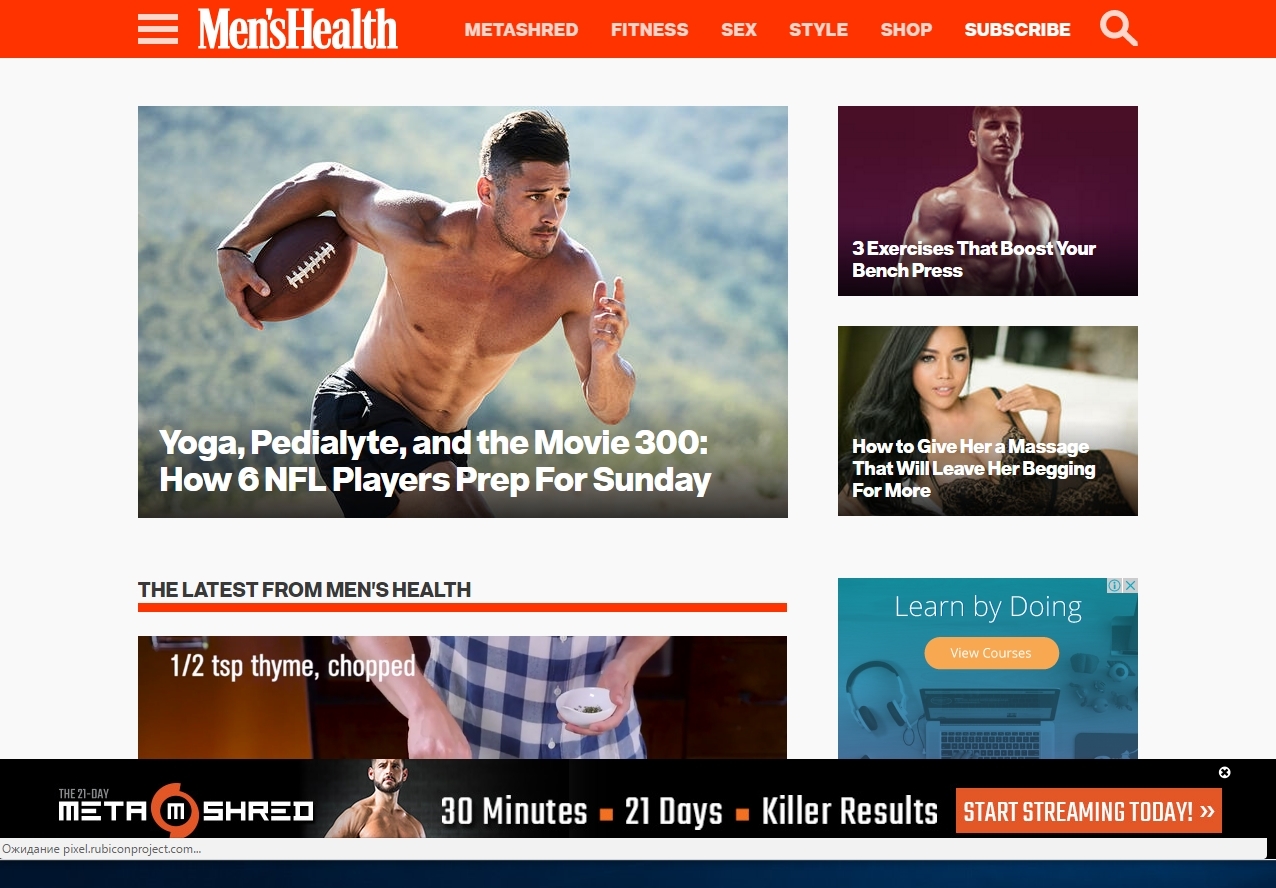 Men'sHealth
METASHRED FITNESS SEX STYLE SHOP SUBSCRIBE
Yoga, Pedialyte, and the Movie 300:
How 6 NFL Players Prep For Sunday
3 Exercises That Boost Your
Bench Press
How to Give Her a Massage
That Will Leave Her Begging
For More
THE LATEST FROM MEN'S HEALTH
1/2 tsp thyme, chopped
Learn by Doing
View Courses
THE 21-DAY
META M SHRED
30 Minutes ■ 21 Days ■ Killer Results
START STREAMING TODAY! »
Ожидание pixel.rubiconproject.com...